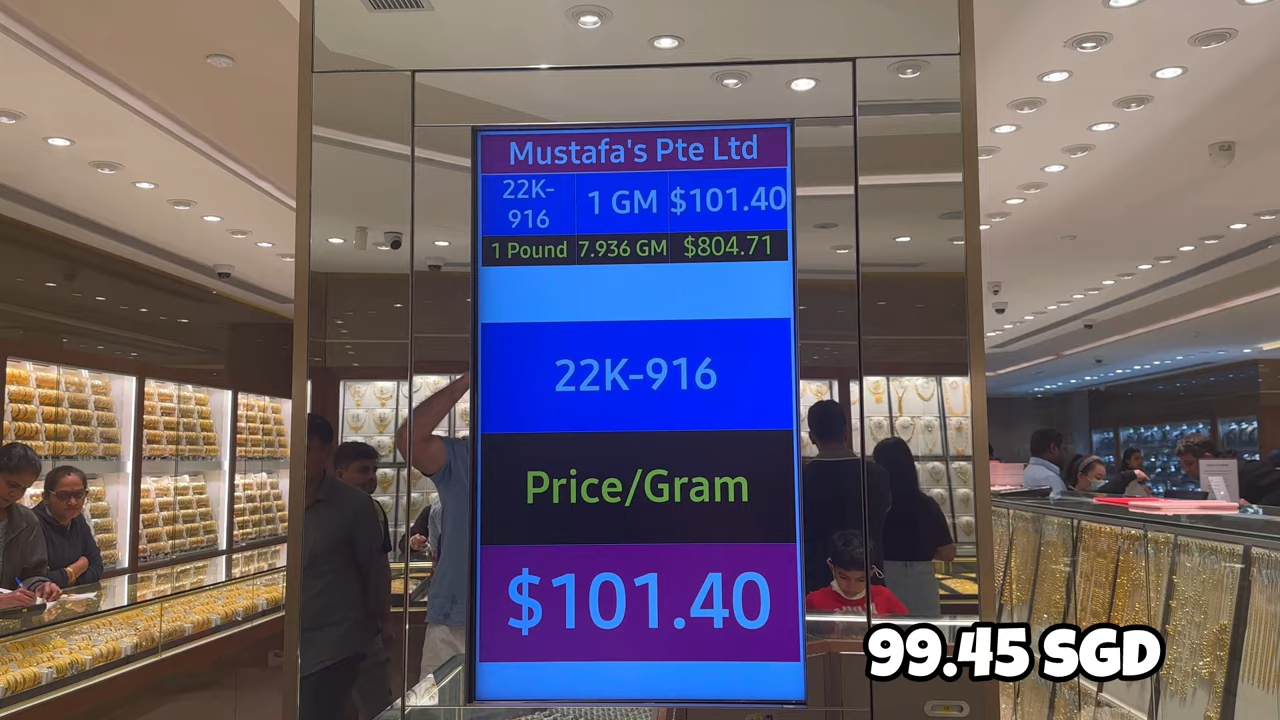 Mustafa's Pte Ltd
22K-
916
1 GM
$101.40
1 Pound
7.936 GM
$804.71
22K-916
Price/Gram
$101.40
99.45 SGD